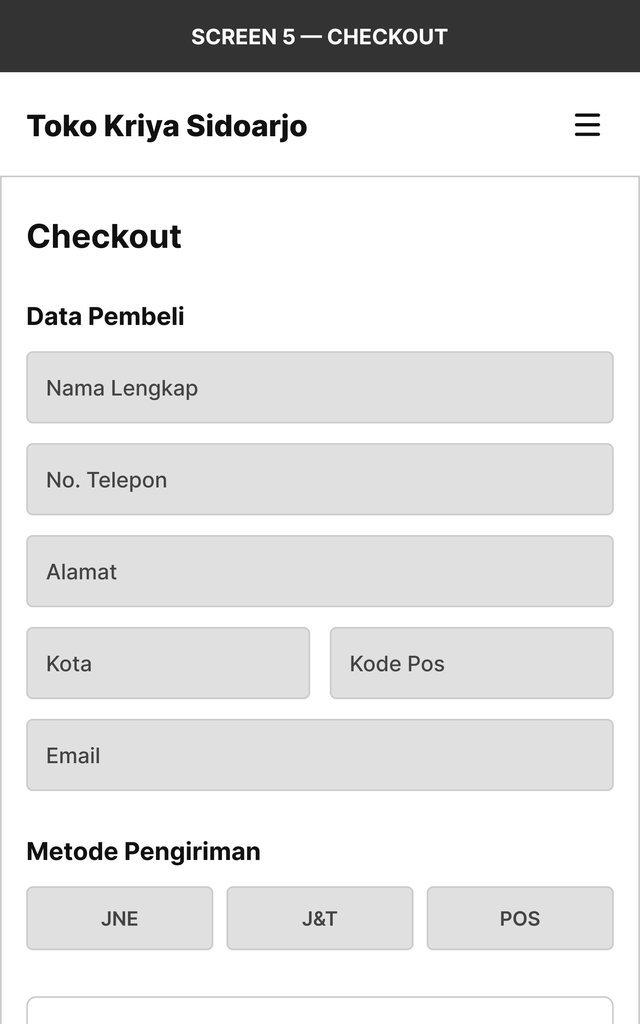 SCREEN 5 — CHECKOUT
Toko Kriya Sidoarjo
Checkout
Data Pembeli
Nama Lengkap
No. Telepon
Alamat
Kota
Kode Pos
Email
Metode Pengiriman
JNE
J&T
POS